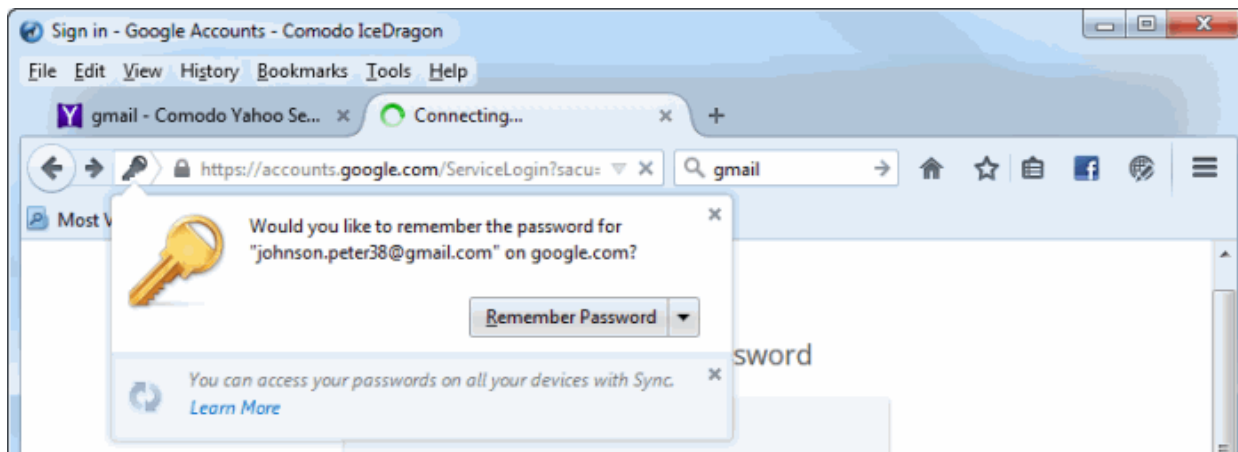 Sign in - Google Accounts - Comodo IceDragon
File Edit View History Bookmarks Tools Help
gmail - Comodo Yahoo Se... Connecting...
https://accounts.google.com/ServiceLogin?sacu= gmail
Most
Would you like to remember the password for
"johnson.peter38@gmail.com" on google.com?
Remember Password
sword
You can access your passwords on all your devices with Sync.
Learn More